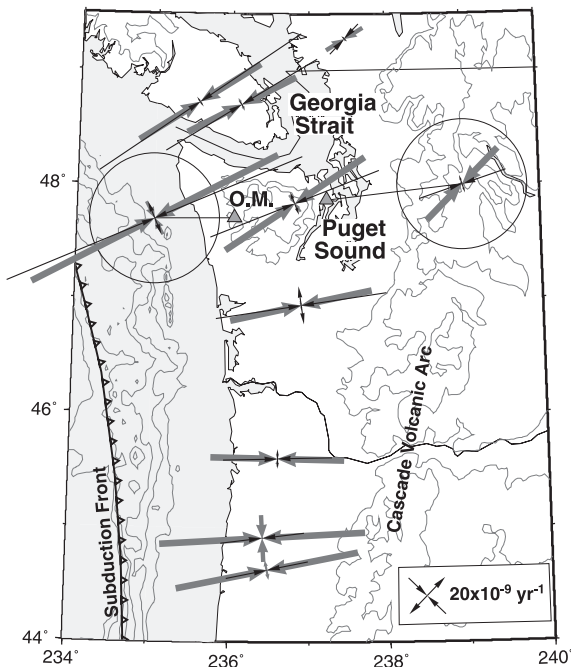 Georgia
Strait
48°
O.M.
Puget
Sound
46°
Cascade Volcanic Arc
Subduction Front
20x10-9 yr-1
44°
234°
236°
238°
240°